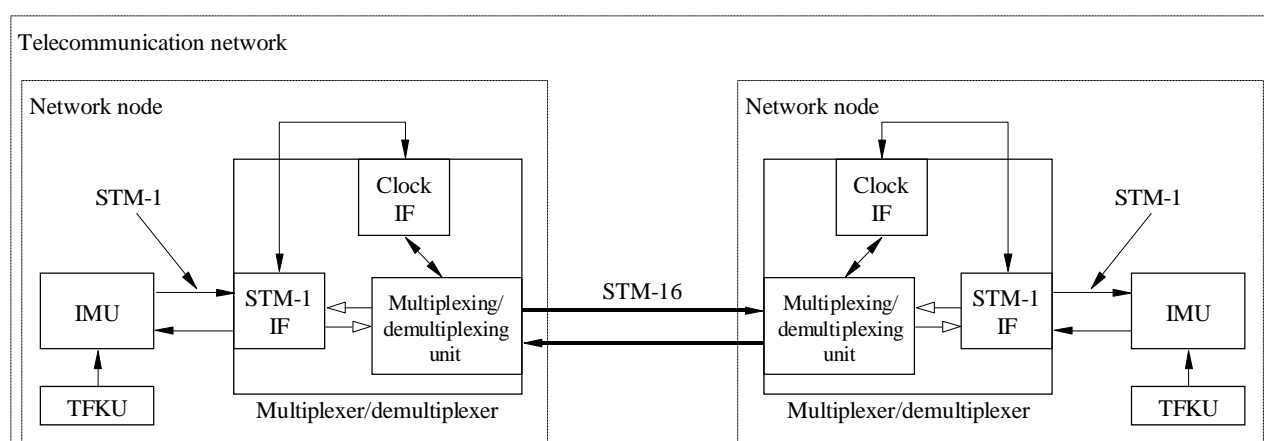 Telecommunication network
Network node
Network node
Clock
IF
Clock
IF
STM-1
STM-1
STM-16
IMU
STM-1
IF
Multiplexing/
demultiplexing
unit
Multiplexing/
demultiplexing
unit
STM-1
IF
IMU
TFKU
Multiplexer/demultiplexer
Multiplexer/demultiplexer
TFKU